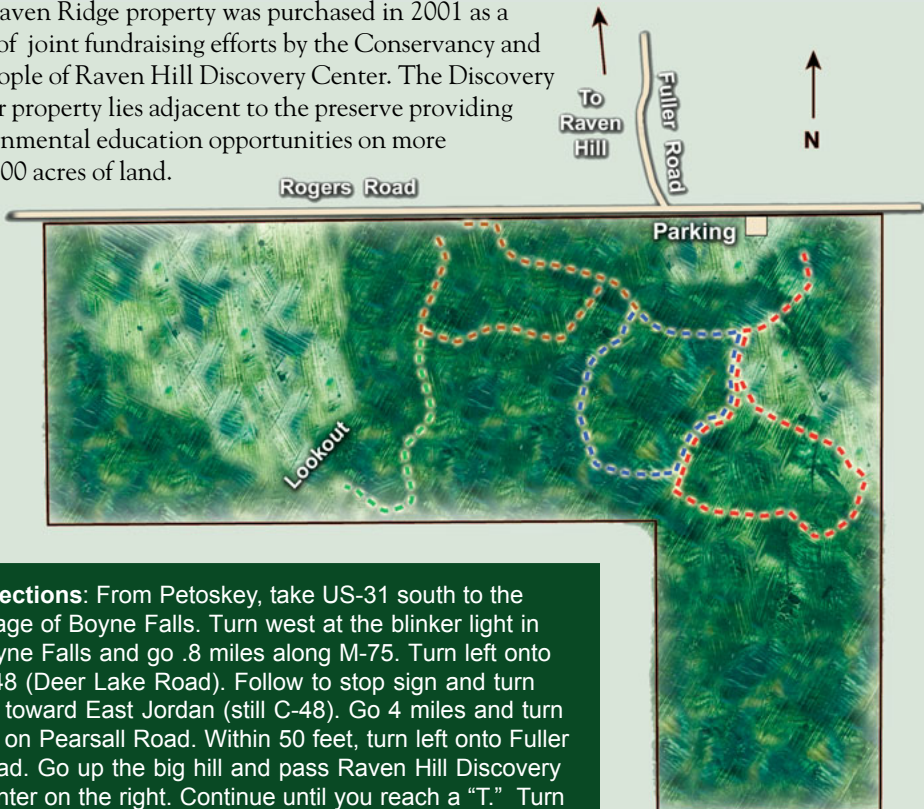 aven Ridge property was purchased in 2001 as a
of joint fundraising efforts by the Conservancy and
ople of Raven Hill Discovery Center. The Discovery
r property lies adjacent to the preserve providing
nmental education opportunities on more
00 acres of land.
To
Raven
Hill
Fuller Road
N
Rogers Road
Parking
Lookout
ections: From Petoskey, take US-31 south to the
age of Boyne Falls. Turn west at the blinker light in
yne Falls and go .8 miles along M-75. Turn left onto
48 (Deer Lake Road). Follow to stop sign and turn
toward East Jordan (still C-48). Go 4 miles and turn
on Pearsall Road. Within 50 feet, turn left onto Fuller
ad. Go up the big hill and pass Raven Hill Discovery
nter on the right. Continue until you reach a “T.” Turn